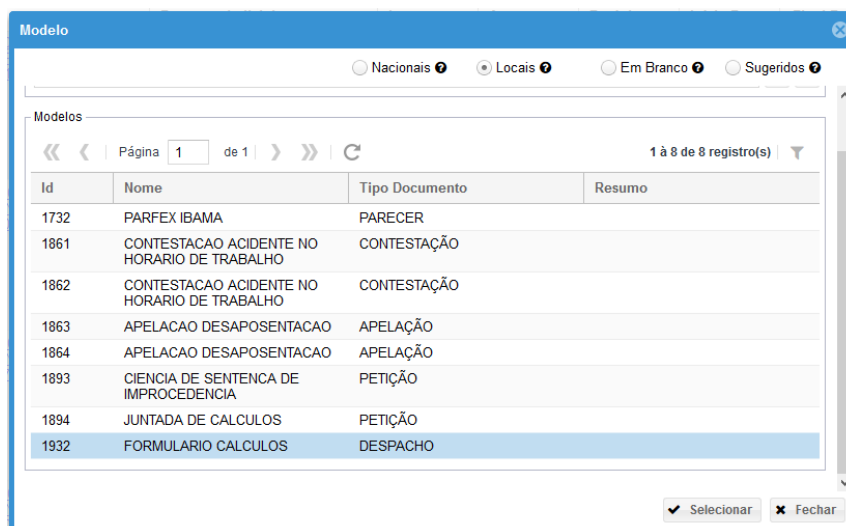 Modelo
Nacionais
Locais
Em Branco
Sugeridos
Modelos
Página 1 de 1
1 à 8 de 8 registro(s)
Id Nome Tipo Documento Resumo
1732 PARFEX IBAMA PARECER
1861 CONTESTACAO ACIDENTE NO CONTESTAÇÃO
HORARIO DE TRABALHO
1862 CONTESTACAO ACIDENTE NO CONTESTAÇÃO
HORARIO DE TRABALHO
1863 APELACAO DESAPOSENTACAO APELAÇÃO
1864 APELACAO DESAPOSENTACAO APELAÇÃO
1893 CIENCIA DE SENTENCA DE PETIÇÃO
IMPROCEDENCIA
1894 JUNTADA DE CALCULOS PETIÇÃO
1932 FORMULARIO CALCULOS DESPACHO
Selecionar
Fechar